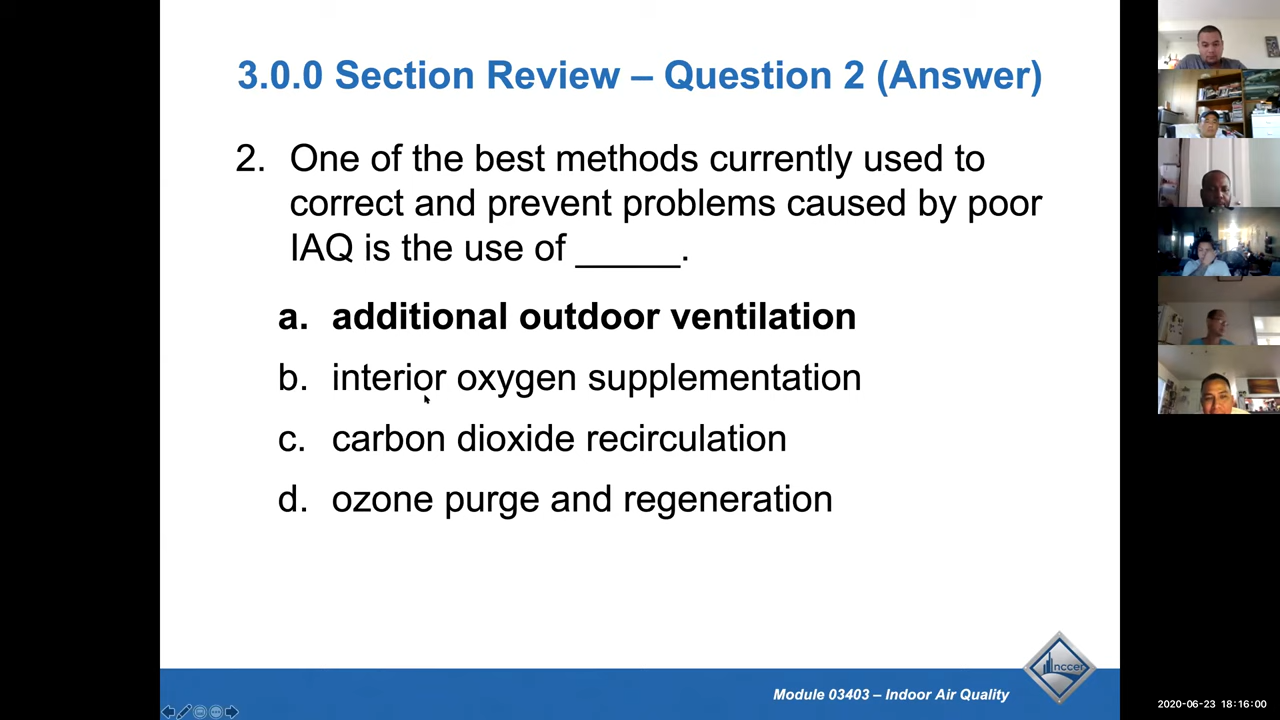 3.0.0 Section Review – Question 2 (Answer)
2. One of the best methods currently used to
correct and prevent problems caused by poor
IAQ is the use of _____.
a. additional outdoor ventilation
b. interior oxygen supplementation
c. carbon dioxide recirculation
d. ozone purge and regeneration
nccer
Module 03403 – Indoor Air Quality
2020-06-23 18:16:00